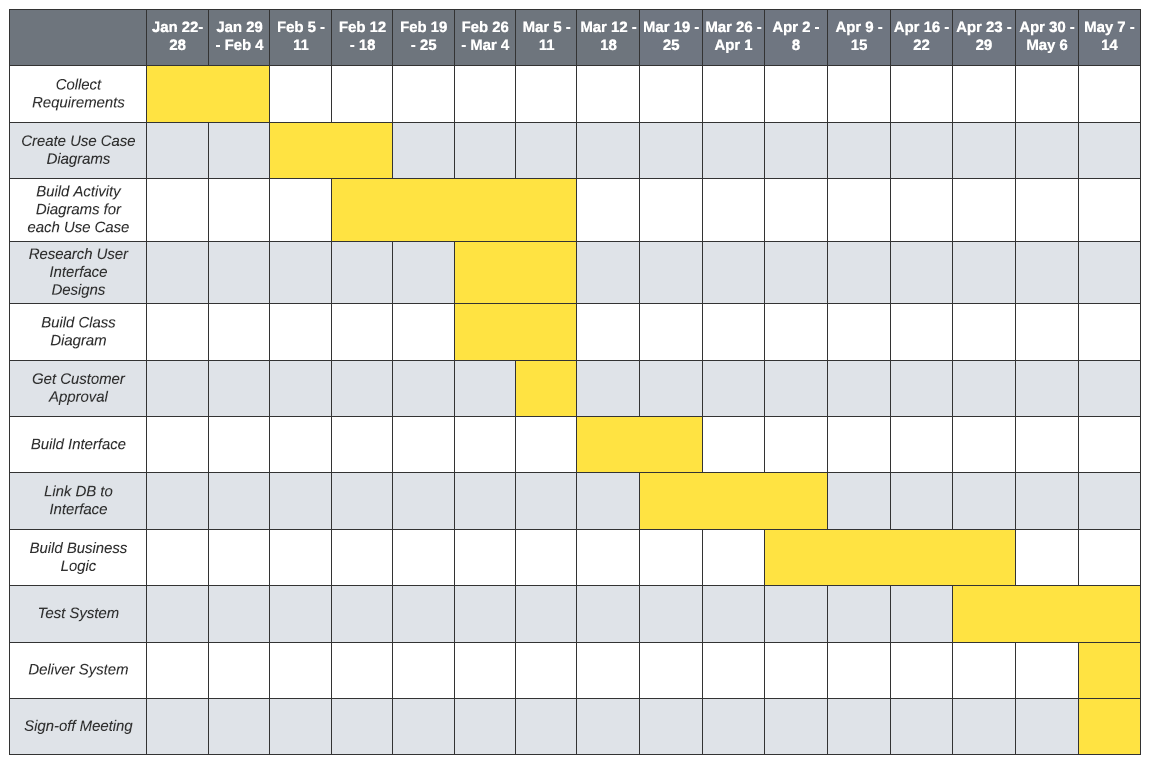 Jan 22-
28
Jan 29
- Feb 4
Feb 5 -
11
Feb 12
- 18
Feb 19
- 25
Feb 26
- Mar 4
Mar 5 -
11
Mar 12 -
18
Mar 19 -
25
Mar 26 -
Apr 1
Apr 2 -
8
Apr 9 -
15
Apr 16 -
22
Apr 23 -
29
Apr 30 -
May 6
May 7 -
14
Collect
Requirements
Create Use Case
Diagrams
Build Activity
Diagrams for
each Use Case
Research User
Interface
Designs
Build Class
Diagram
Get Customer
Approval
Build Interface
Link DB to
Interface
Build Business
Logic
Test System
Deliver System
Sign-off Meeting